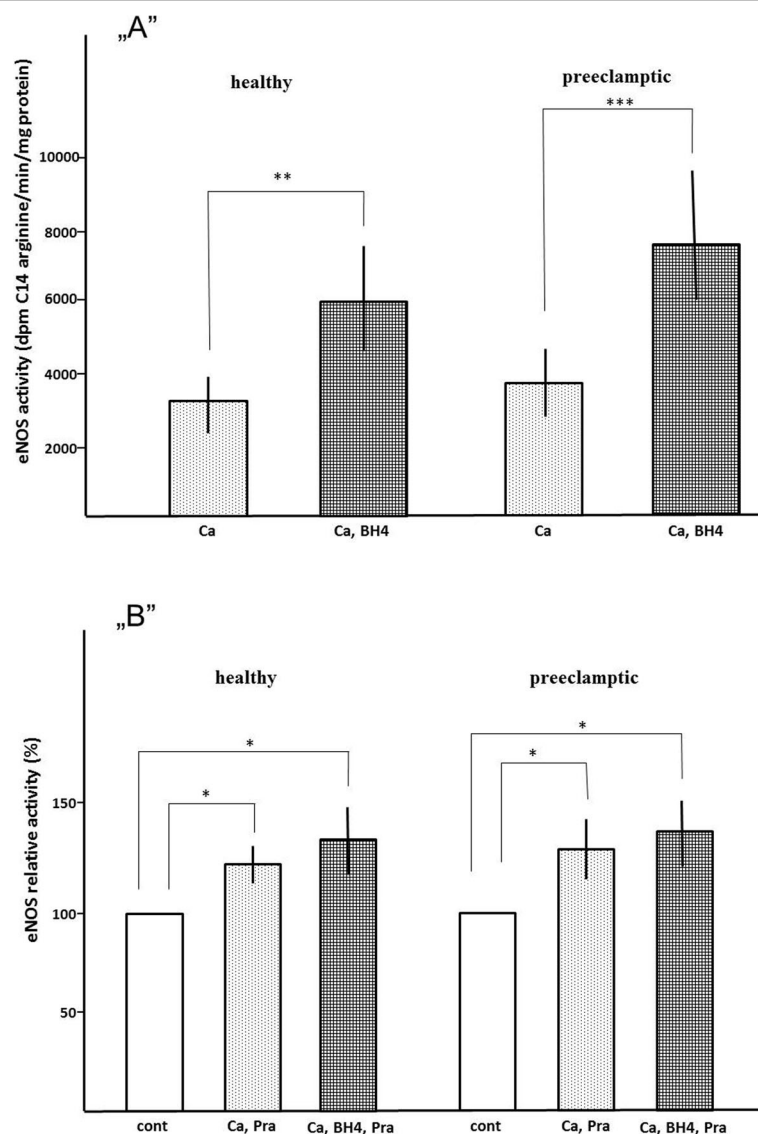 „A”
healthy
preeclamptic
***
**
eNOS activity (dpm C14 arginine/min/mg protein)
10000
8000
6000
4000
2000
Ca
Ca, BH4
Ca
Ca, BH4
„B”
healthy
preeclamptic
*
*
*
*
eNOS relative activity (%)
150
100
50
cont
Ca, Pra
Ca, BH4, Pra
cont
Ca, Pra
Ca, BH4, Pra